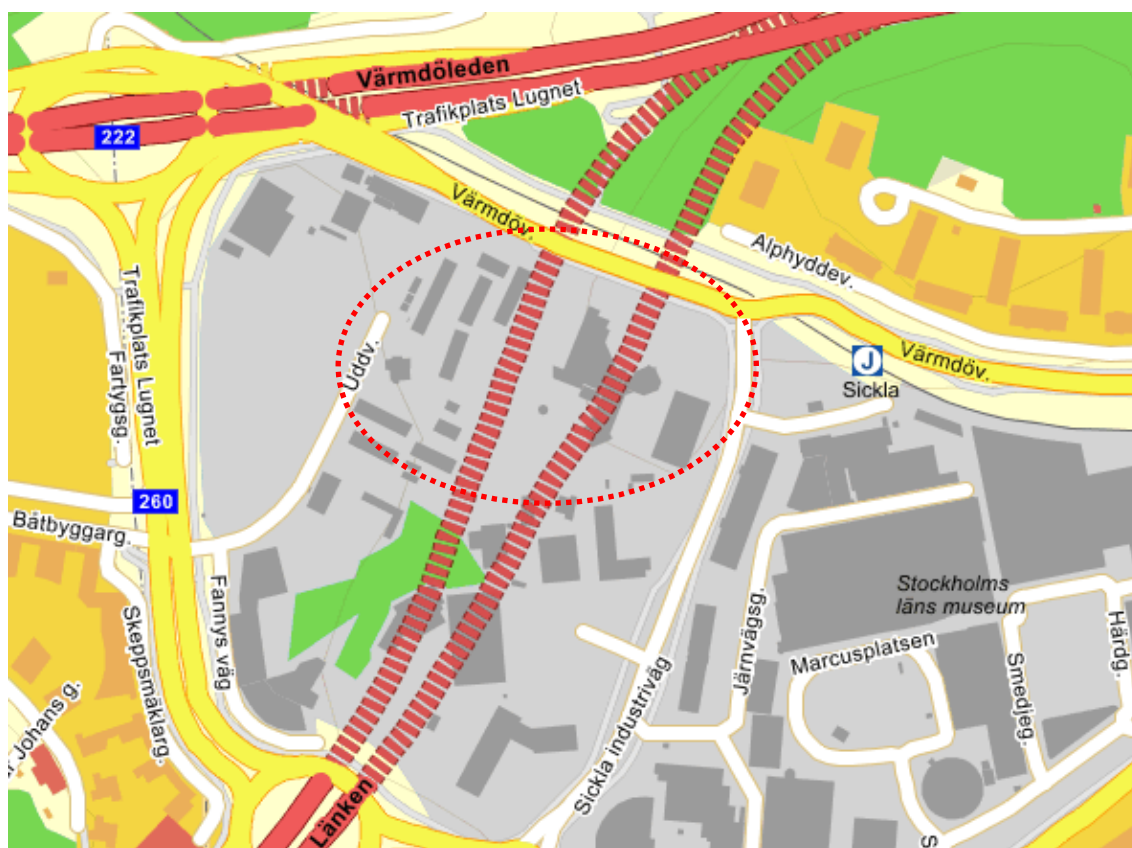 Värmdöleden
Trafikplats Lugnet
222
Värmdöv.
Alphyddev.
Trafikplats Lugnet
Fartygsg.
Uddv.
J
Sickla
Värmdöv.
260
Båtbyggarg.
Stockholms
läns museum
Fannys väg
Skeppsmäklarg.
Järnvägsg.
Marcusplatsen
Smedjeg.
Härdg.
Johans g.
Sickla industriväg
Länken
S